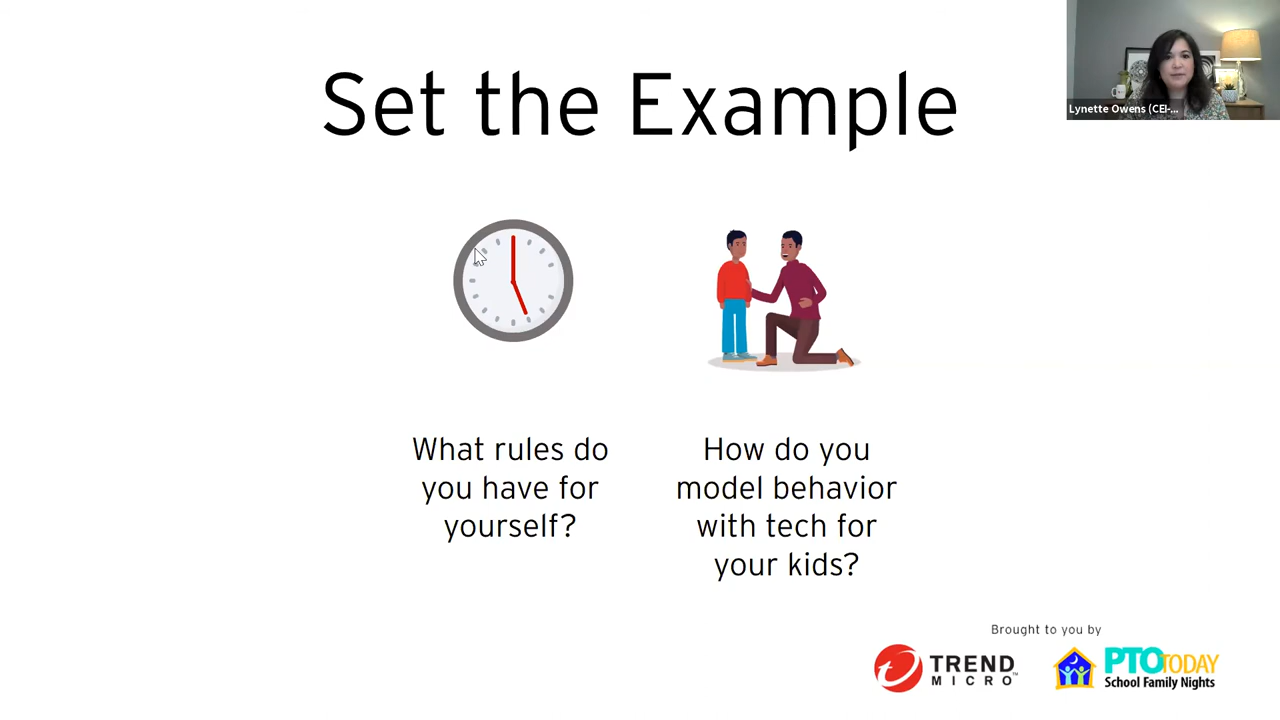 Set the Example
Lynette Owens (CEI-...
What rules do
you have for
yourself?
How do you
model behavior
with tech for
your kids?
Brought to you by
TREND
MICRO™
PTO TODAY
School Family Nights